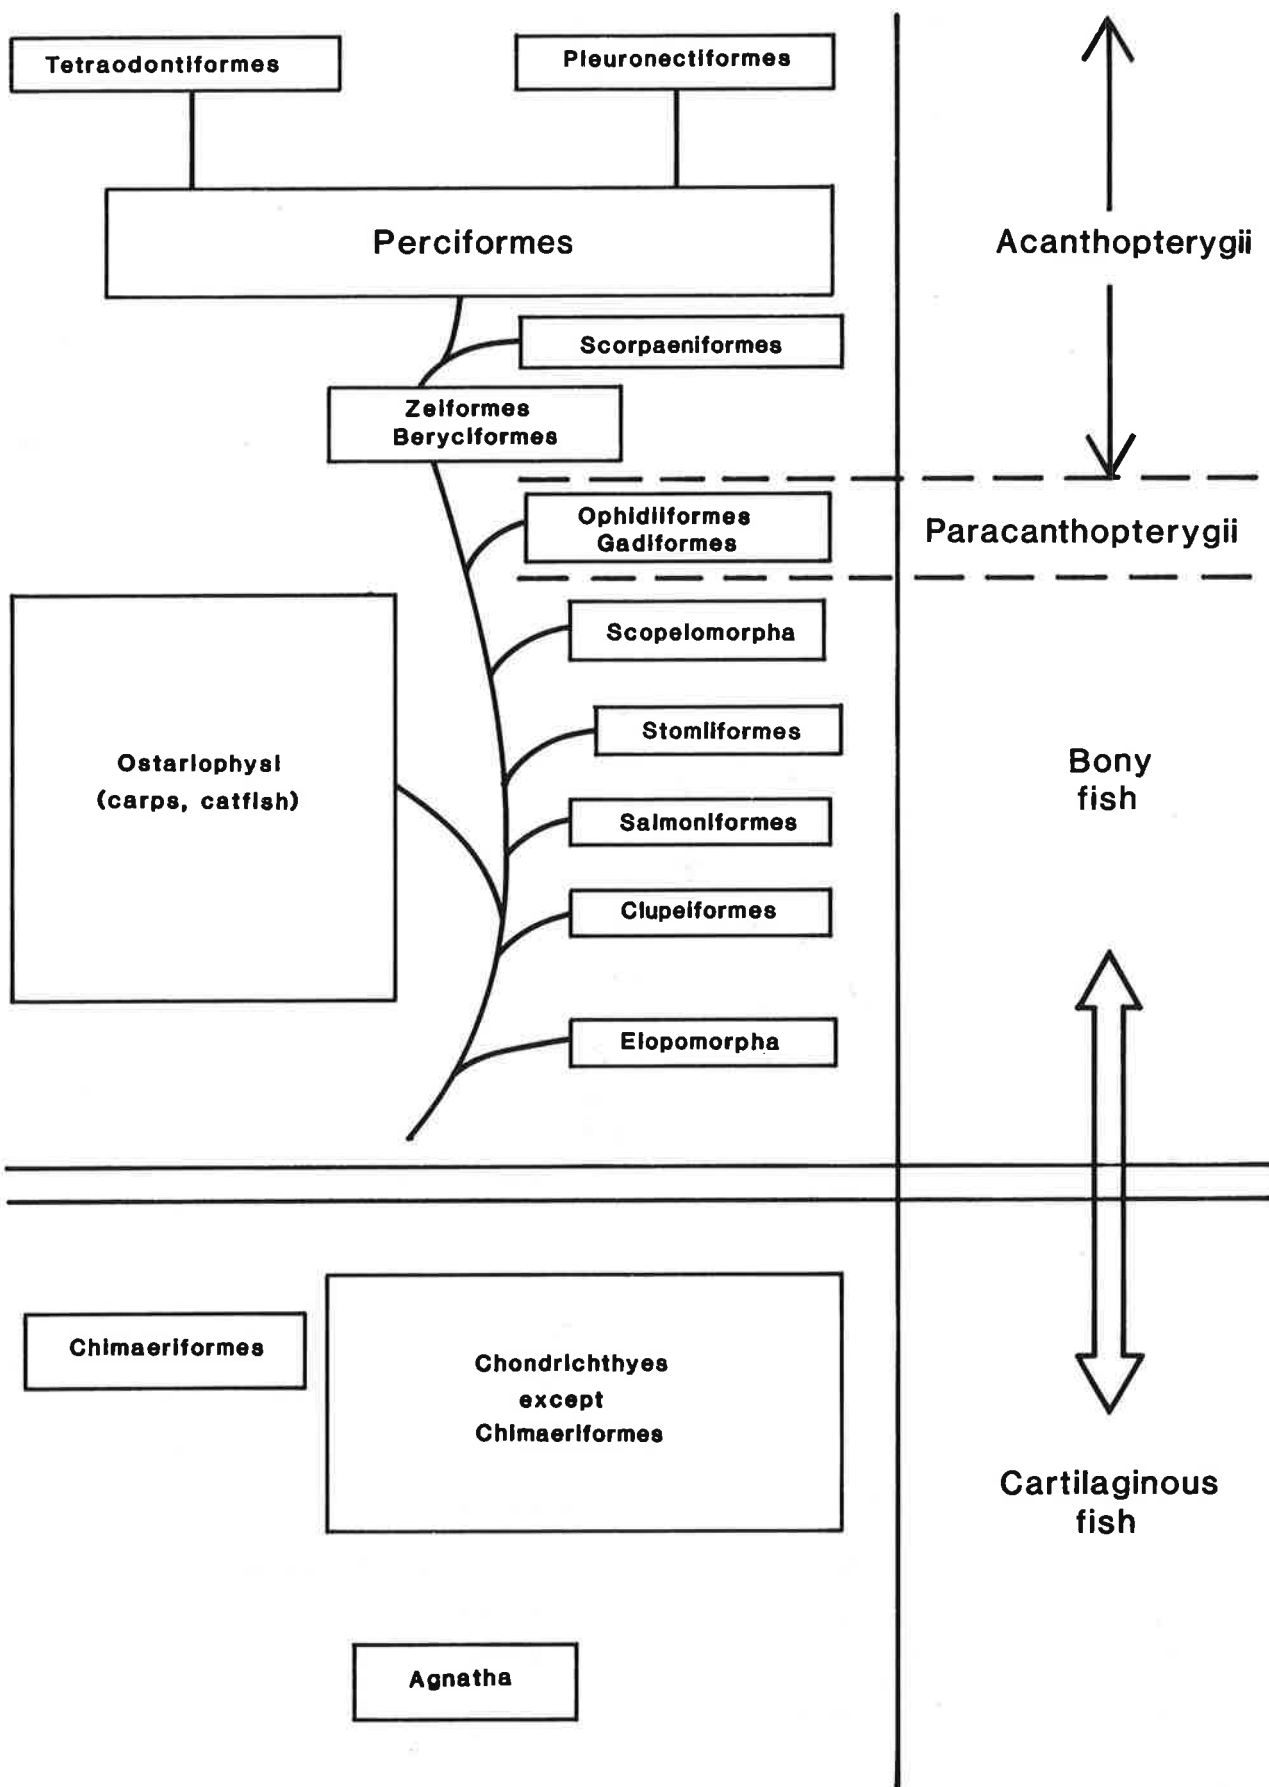 Tetraodontiformes
Pleuronectiformes
Perciformes
Acanthopterygii
Scorpaeniformes
Zeiformes
Beryciformes
Ophidiiformes
Gadiformes
Paracanthopterygii
Scopelomorpha
Stomiiformes
Ostariophysi
(carps, catfish)
Bony
fish
Salmoniformes
Clupeiformes
Elopomorpha
Chimaeriformes
Chondrichthyes
except
Chimaeriformes
Cartilaginous
fish
Agnatha